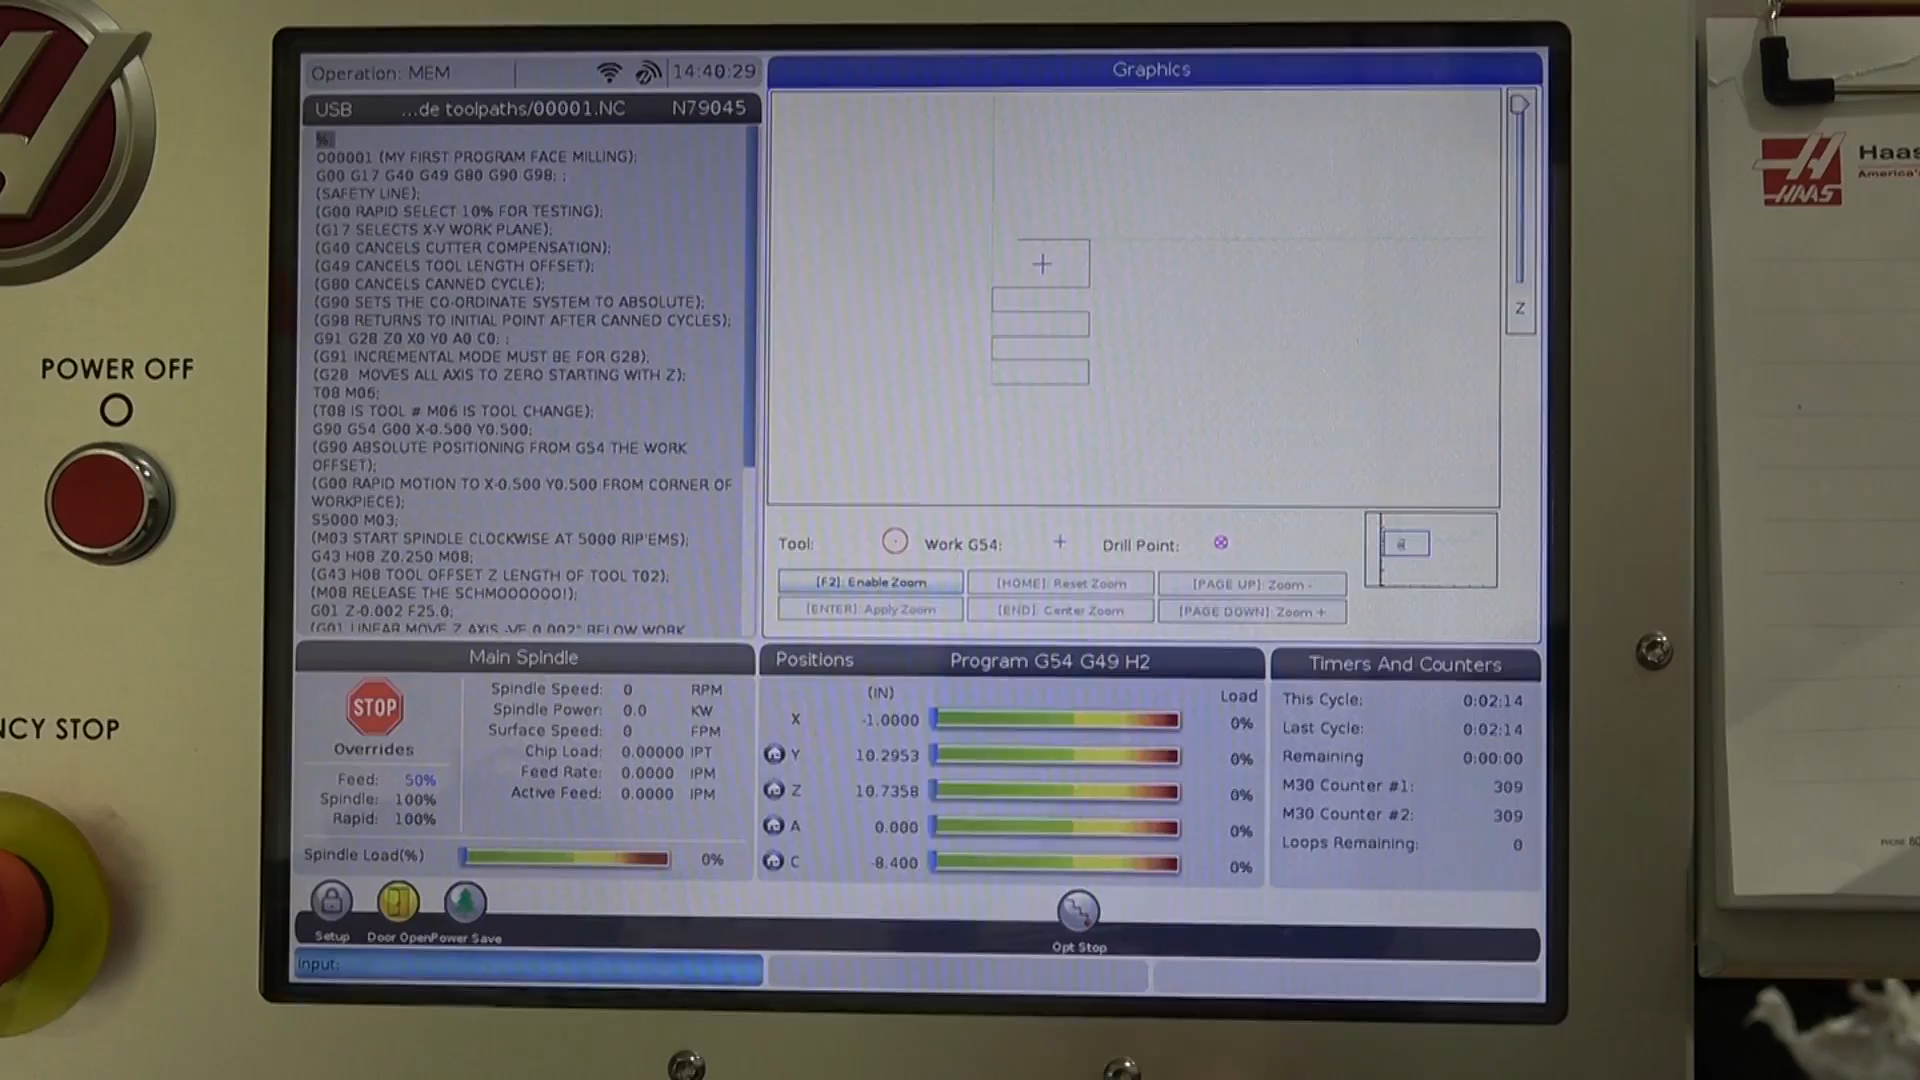 Operation: MEM
14:40:29
USB ...de toolpaths/00001.NC N79045
%
O00001 (MY FIRST PROGRAM FACE MILLING);
G00 G17 G40 G49 G80 G90 G98; ;
(SAFETY LINE);
(G00 RAPID SELECT 10% FOR TESTING);
(G17 SELECTS X-Y WORK PLANE);
(G40 CANCELS CUTTER COMPENSATION);
(G49 CANCELS TOOL LENGTH OFFSET);
(G80 CANCELS CANNED CYCLE);
(G90 SETS THE CO-ORDINATE SYSTEM TO ABSOLUTE);
(G98 RETURNS TO INITIAL POINT AFTER CANNED CYCLES);
G91 G28 Z0 X0 Y0 A0 C0; ;
(G91 INCREMENTAL MODE MUST BE FOR G28);
(G28 MOVES ALL AXIS TO ZERO STARTING WITH Z);
T08 M06;
(T08 IS TOOL # M06 IS TOOL CHANGE);
G90 G54 G00 X-0.500 Y0.500;
(G90 ABSOLUTE POSITIONING FROM G54 THE WORK
OFFSET);
(G00 RAPID MOTION TO X-0.500 Y0.500 FROM CORNER OF
WORKPIECE);
S5000 M03;
(M03 START SPINDLE CLOCKWISE AT 5000 RIP'EMS);
G43 H08 Z0.250 M08;
(G43 H08 TOOL OFFSET Z LENGTH OF TOOL T02);
(M08 RELEASE THE SCHMOOOOOO!);
G01 Z-0.002 F25.0;
(G01 LINEAR MOVE Z AXIS -VE 0.002" BELOW WORK
Graphics
Z
Tool: Work G54: Drill Point:
[F2]: Enable Zoom [HOME]: Reset Zoom [PAGE UP]: Zoom -
[ENTER]: Apply Zoom [END]: Center Zoom [PAGE DOWN]: Zoom +
Main Spindle
STOP
Overrides
Feed: 50%
Spindle: 100%
Rapid: 100%
Spindle Speed: 0 RPM
Spindle Power: 0.0 KW
Surface Speed: 0 FPM
Chip Load: 0.00000 IPT
Feed Rate: 0.0000 IPM
Active Feed: 0.0000 IPM
Spindle Load(%) 0%
Positions Program G54 G49 H2
(IN) Load
X -1.0000 0%
Y 10.2953 0%
Z 10.7358 0%
A 0.000 0%
C -8.400 0%
Timers And Counters
This Cycle: 0:02:14
Last Cycle: 0:02:14
Remaining 0:00:00
M30 Counter #1: 309
M30 Counter #2: 309
Loops Remaining: 0
Setup Door Open Power Save Opt Stop
Input:
POWER OFF
NCY STOP
HAAS
Haas
America's
PHONE 80